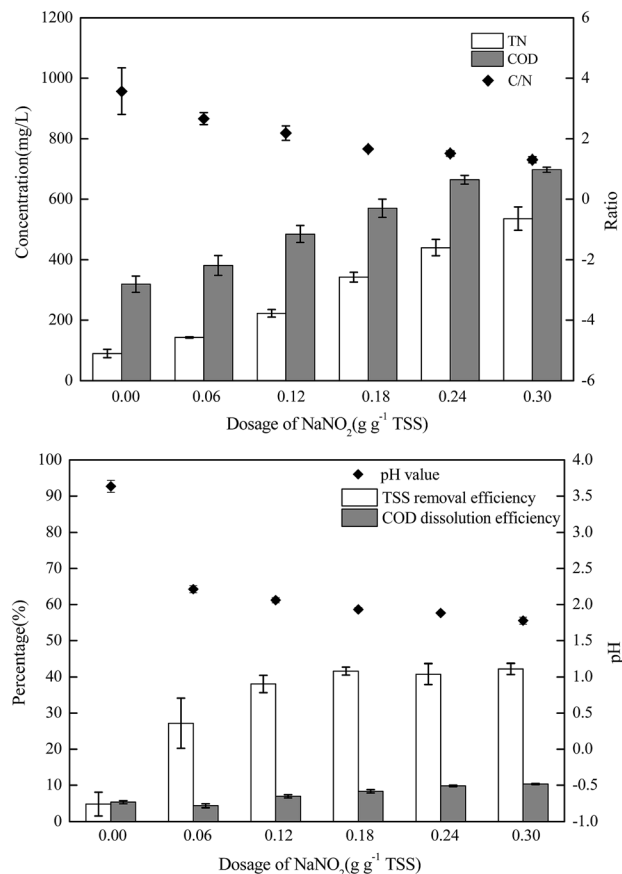 1200
1000
800
600
400
200
0
Concentration(mg/L)
TN
COD
C/N
6
4
2
0
-2
-4
-6
Ratio
0.00 0.06 0.12 0.18 0.24 0.30
Dosage of NaNO₂(g g⁻¹ TSS)
100
90
80
70
60
50
40
30
20
10
0
Percentage(%)
pH value
TSS removal efficiency
COD dissolution efficiency
4.0
3.5
3.0
2.5
2.0
1.5
1.0
0.5
0.0
-0.5
-1.0
pH
0.00 0.06 0.12 0.18 0.24 0.30
Dosage of NaNO₂(g g⁻¹ TSS)